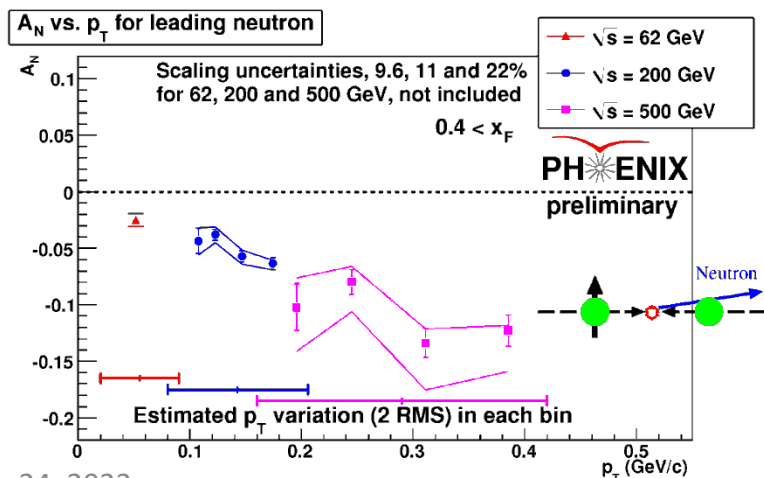 A_N vs. p_T for leading neutron
√s = 62 GeV
√s = 200 GeV
√s = 500 GeV
A_N
Scaling uncertainties, 9.6, 11 and 22%
for 62, 200 and 500 GeV, not included
0.4 < x_F
PHENIX
preliminary
Neutron
0.1
0.05
0
-0.05
-0.1
-0.15
-0.2
Estimated p_T variation (2 RMS) in each bin
0 0.1 0.2 0.3 0.4 0.5
p_T (GeV/c)